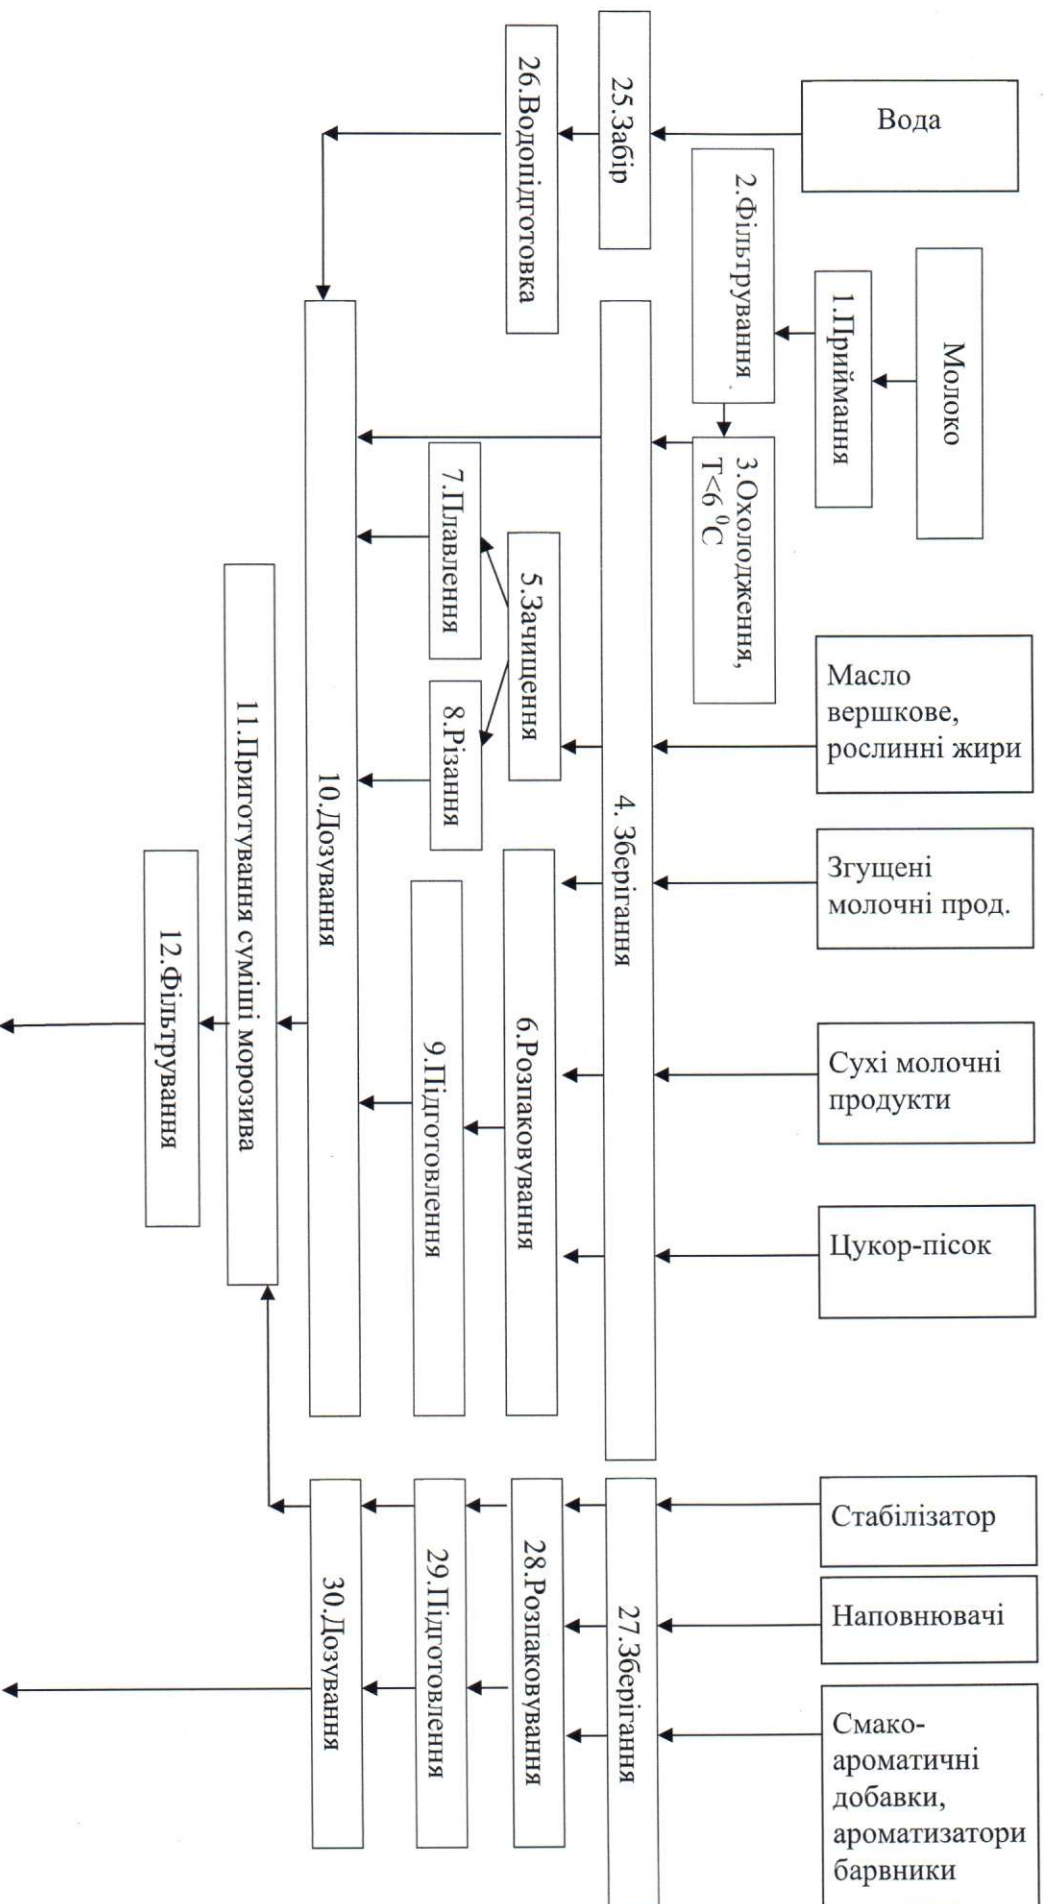 Вода
Молоко
Масло
вершкове,
рослинні жири
Згущені
молочні прод.
Сухі молочні
продукти
Цукор-пісок
Стабілізатор
Наповнювачі
Смако-
ароматичні
добавки,
ароматизатори
барвники
1.Приймання
2.Фільтрування
3.Охолодження,
Т<6 ⁰С
25.Забір
4. Зберігання
27.Зберігання
26.Водопідготовка
5.Зачищення
6.Розпаковування
28.Розпаковування
7.Плавлення
8.Різання
9.Підготовлення
29.Підготовлення
10.Дозування
30.Дозування
11.Приготування суміші морозива
12.Фільтрування